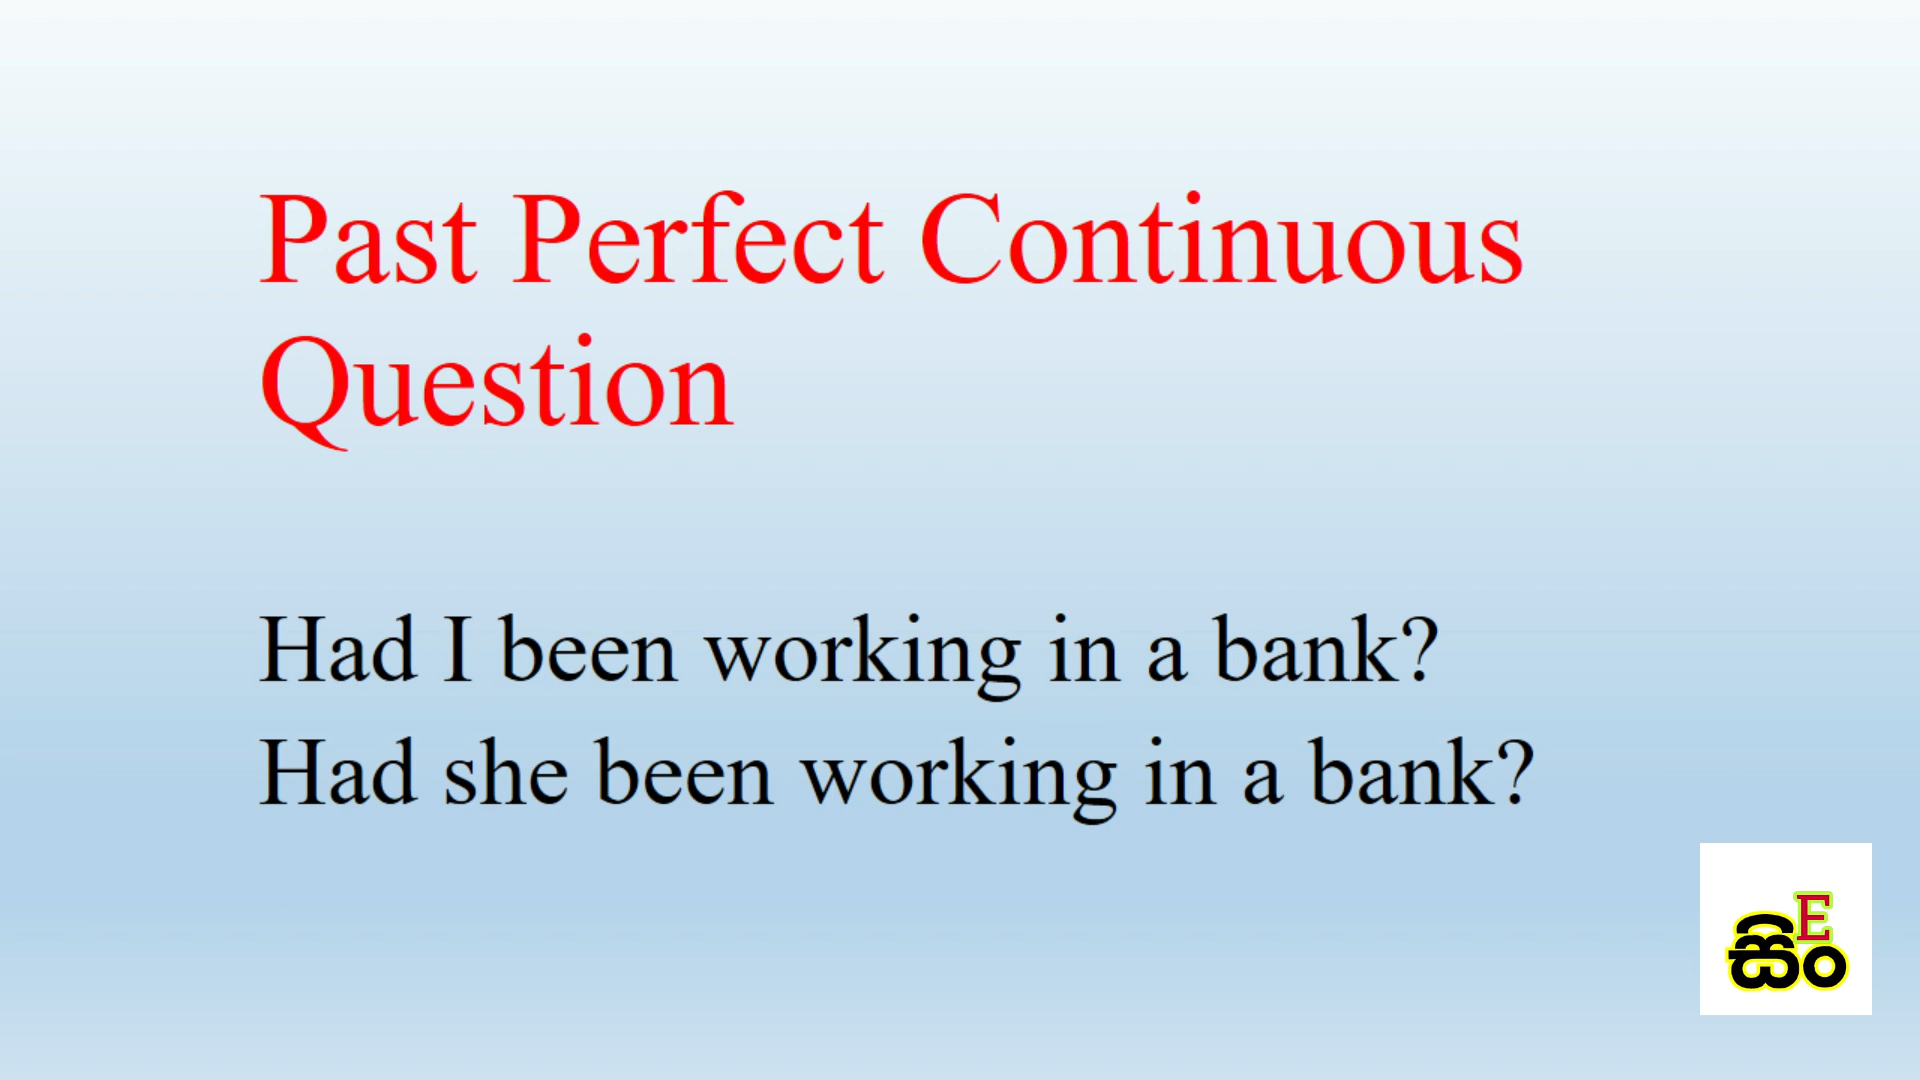 Past Perfect Continuous
Question
Had I been working in a bank?
Had she been working in a bank?
E
සිං